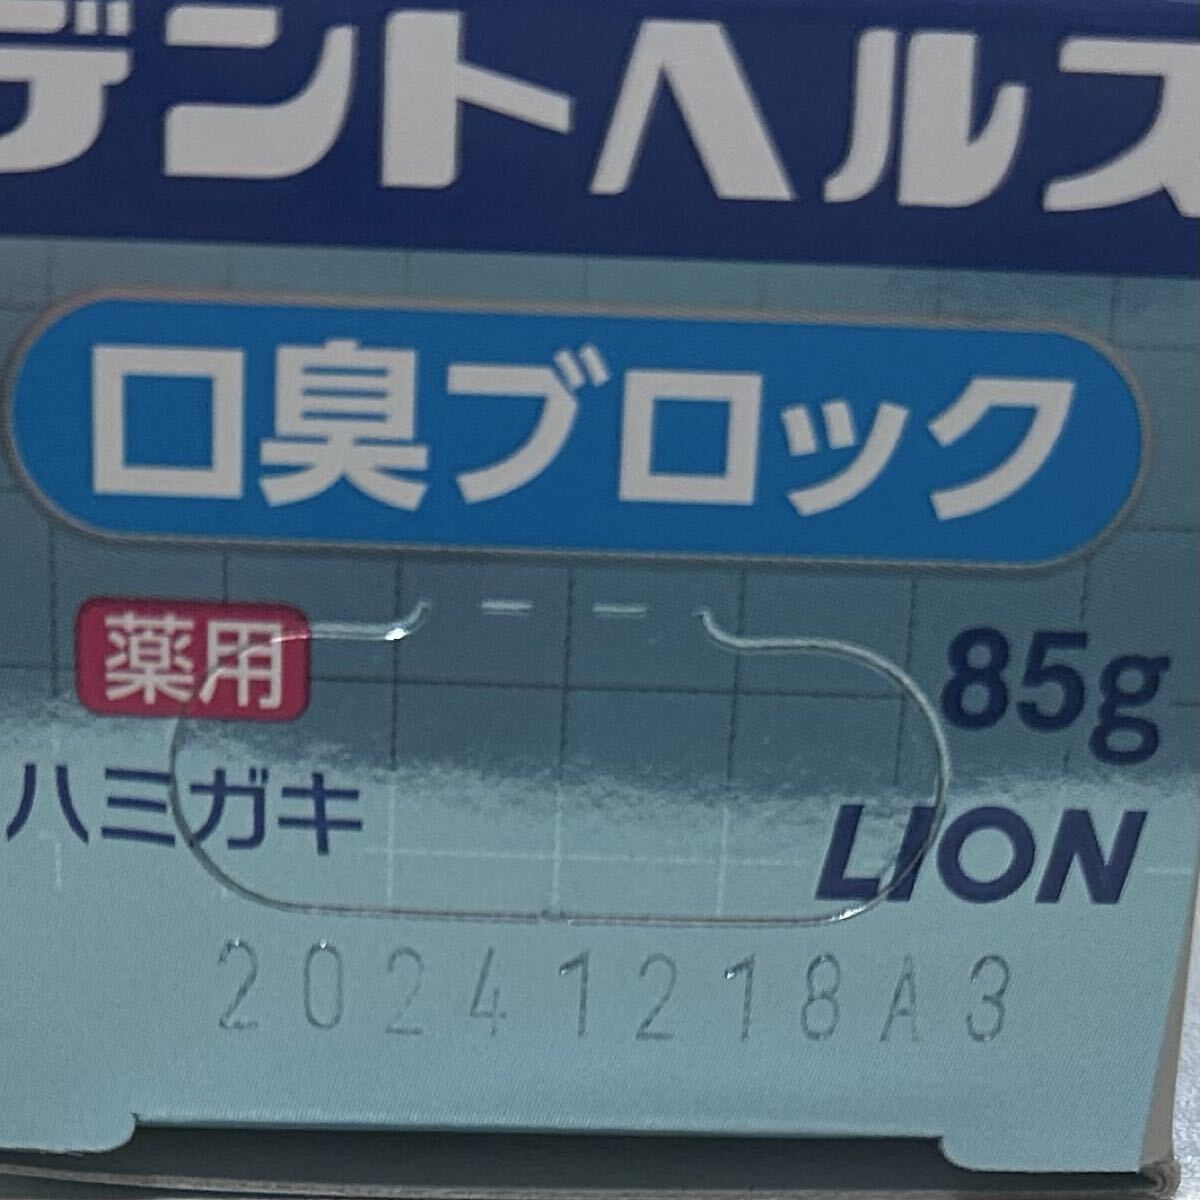 デントヘルス
口臭ブロック
薬用
85g
ハミガキ
LION
20241218A3